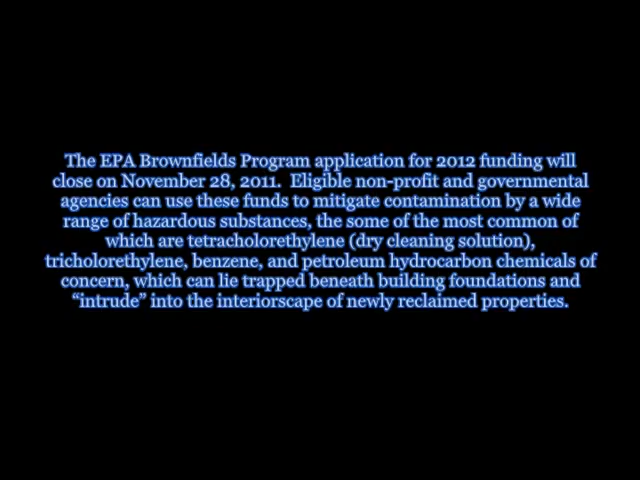 The EPA Brownfields Program application for 2012 funding will
close on November 28, 2011.  Eligible non-profit and governmental
agencies can use these funds to mitigate contamination by a wide
range of hazardous substances, the some of the most common of
which are tetracholorethylene (dry cleaning solution),
tricholorethylene, benzene, and petroleum hydrocarbon chemicals of
concern, which can lie trapped beneath building foundations and
“intrude” into the interiorscape of newly reclaimed properties.